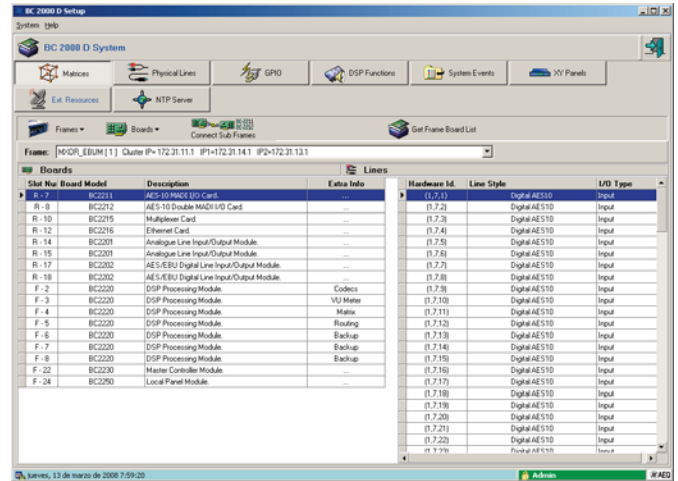 BC 2000 D Setup
System Help
BC 2000 D System
Matrices Physical Lines GPIO DSP Functions System Events XY Panels
Ext. Resources NTP Server
Frames Boards Connect Sub Frames Get Frame Board List
Frame: MXDR_EBUM [ 1 ] Cluster IP= 172.31.11.1 IP1=172.31.14.1 IP2=172.31.13.1
Boards Lines
Slot Nu Board Model Description Extra Info Hardware Id. Line Style I/O Type
R - 7 BC2211 AES-10 MADI I/O Card. ... (1,7,1) Digital AES10 Input
R - 8 BC2212 AES-10 Double MADI I/O Card. ... (1,7,2) Digital AES10 Input
R - 10 BC2215 Multiplexer Card. ... (1,7,3) Digital AES10 Input
R - 12 BC2216 Ethernet Card. ... (1,7,4) Digital AES10 Input
R - 14 BC2201 Analogue Line Input/Output Module. ... (1,7,5) Digital AES10 Input
R - 15 BC2201 Analogue Line Input/Output Module. ... (1,7,6) Digital AES10 Input
R - 17 BC2202 AES/EBU Digital Line Input/Output Module. ... (1,7,7) Digital AES10 Input
R - 18 BC2202 AES/EBU Digital Line Input/Output Module. ... (1,7,8) Digital AES10 Input
F - 2 BC2220 DSP Processing Module. Codecs (1,7,9) Digital AES10 Input
F - 3 BC2220 DSP Processing Module. VU Meter (1,7,10) Digital AES10 Input
F - 4 BC2220 DSP Processing Module. Matrix (1,7,11) Digital AES10 Input
F - 5 BC2220 DSP Processing Module. Routing (1,7,12) Digital AES10 Input
F - 6 BC2220 DSP Processing Module. Backup (1,7,13) Digital AES10 Input
F - 7 BC2220 DSP Processing Module. Backup (1,7,14) Digital AES10 Input
F - 8 BC2220 DSP Processing Module. Backup (1,7,15) Digital AES10 Input
F - 22 BC2230 Master Controller Module. ... (1,7,16) Digital AES10 Input
F - 24 BC2250 Local Panel Module. ... (1,7,17) Digital AES10 Input
(1,7,18) Digital AES10 Input
(1,7,19) Digital AES10 Input
(1,7,20) Digital AES10 Input
(1,7,21) Digital AES10 Input
(1,7,22) Digital AES10 Input
(1,7,23) Digital AES10 Input
jueves, 13 de marzo de 2008 7:59:20 Admin AEQ